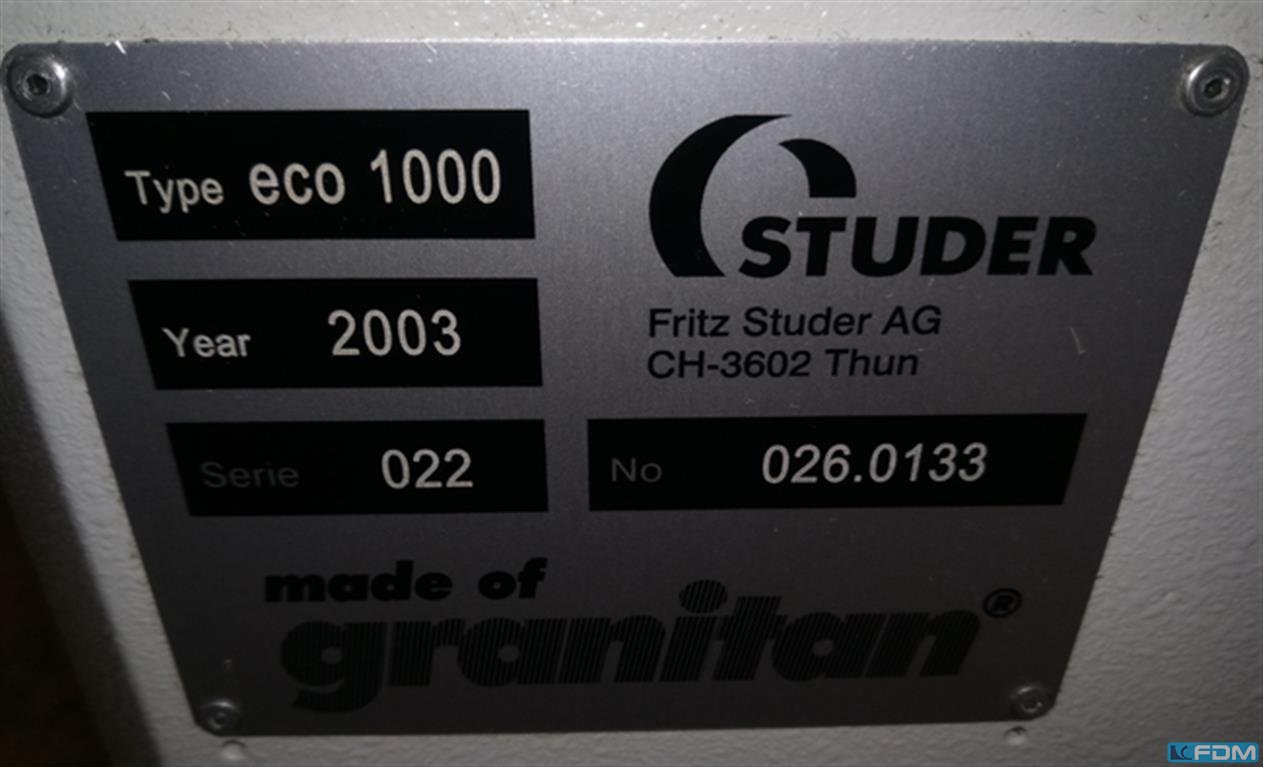 Type eco 1000
STUDER
Fritz Studer AG
CH-3602 Thun
Year 2003
Serie 022
No 026.0133
made of
granitan®
FDM